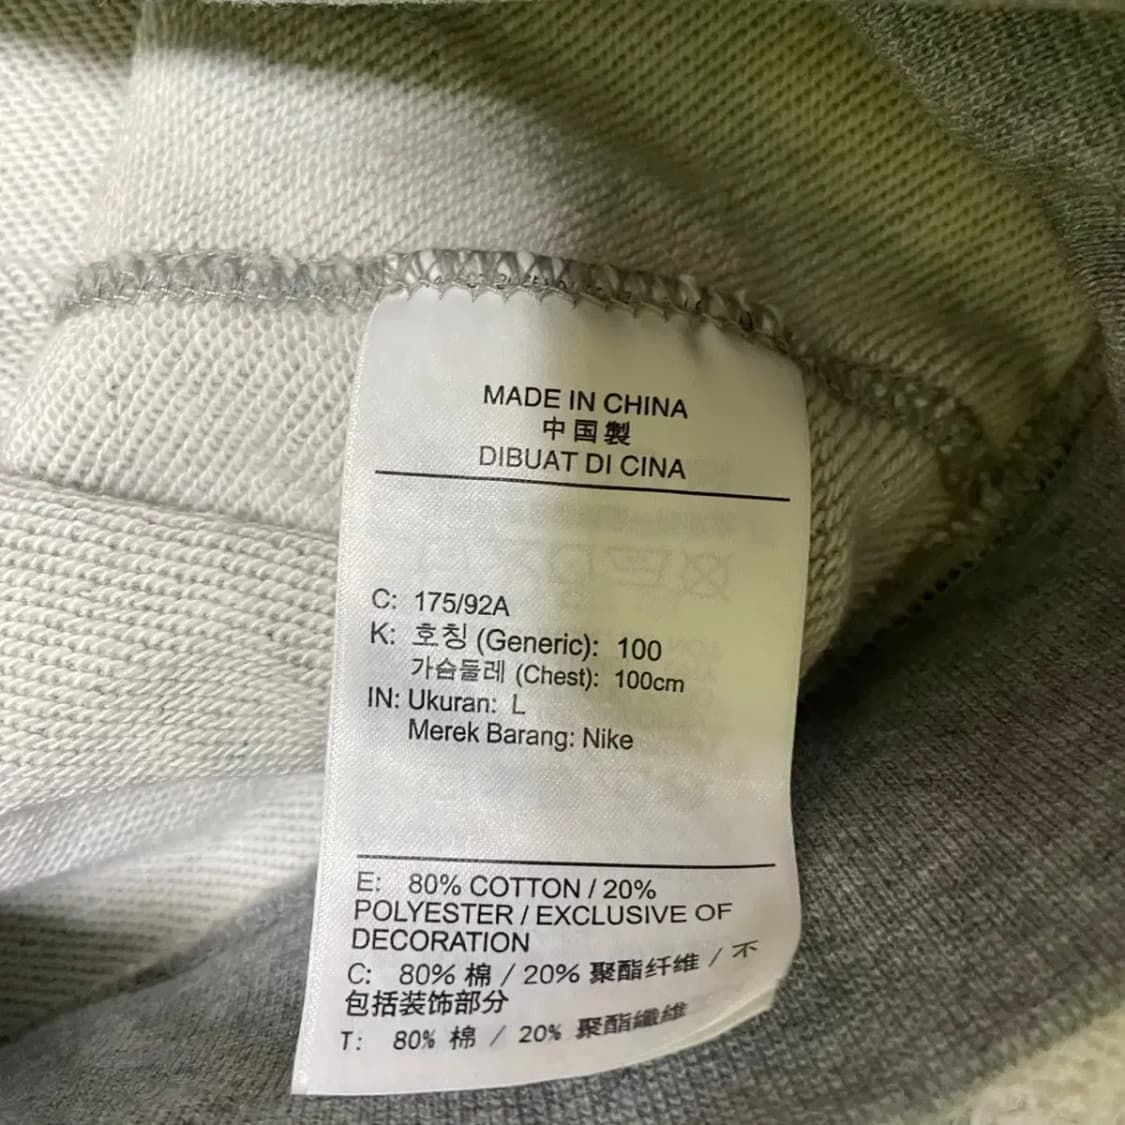 MADE IN CHINA
中国製
DIBUAT DI CINA
C: 175/92A
K: 호칭 (Generic): 100
가슴둘레 (Chest): 100cm
IN: Ukuran: L
Merek Barang: Nike
E: 80% COTTON / 20%
POLYESTER / EXCLUSIVE OF
DECORATION
C: 80% 棉 / 20% 聚酯纤维 / 不
包括装饰部分
T: 80% 棉 / 20% 聚酯纖維